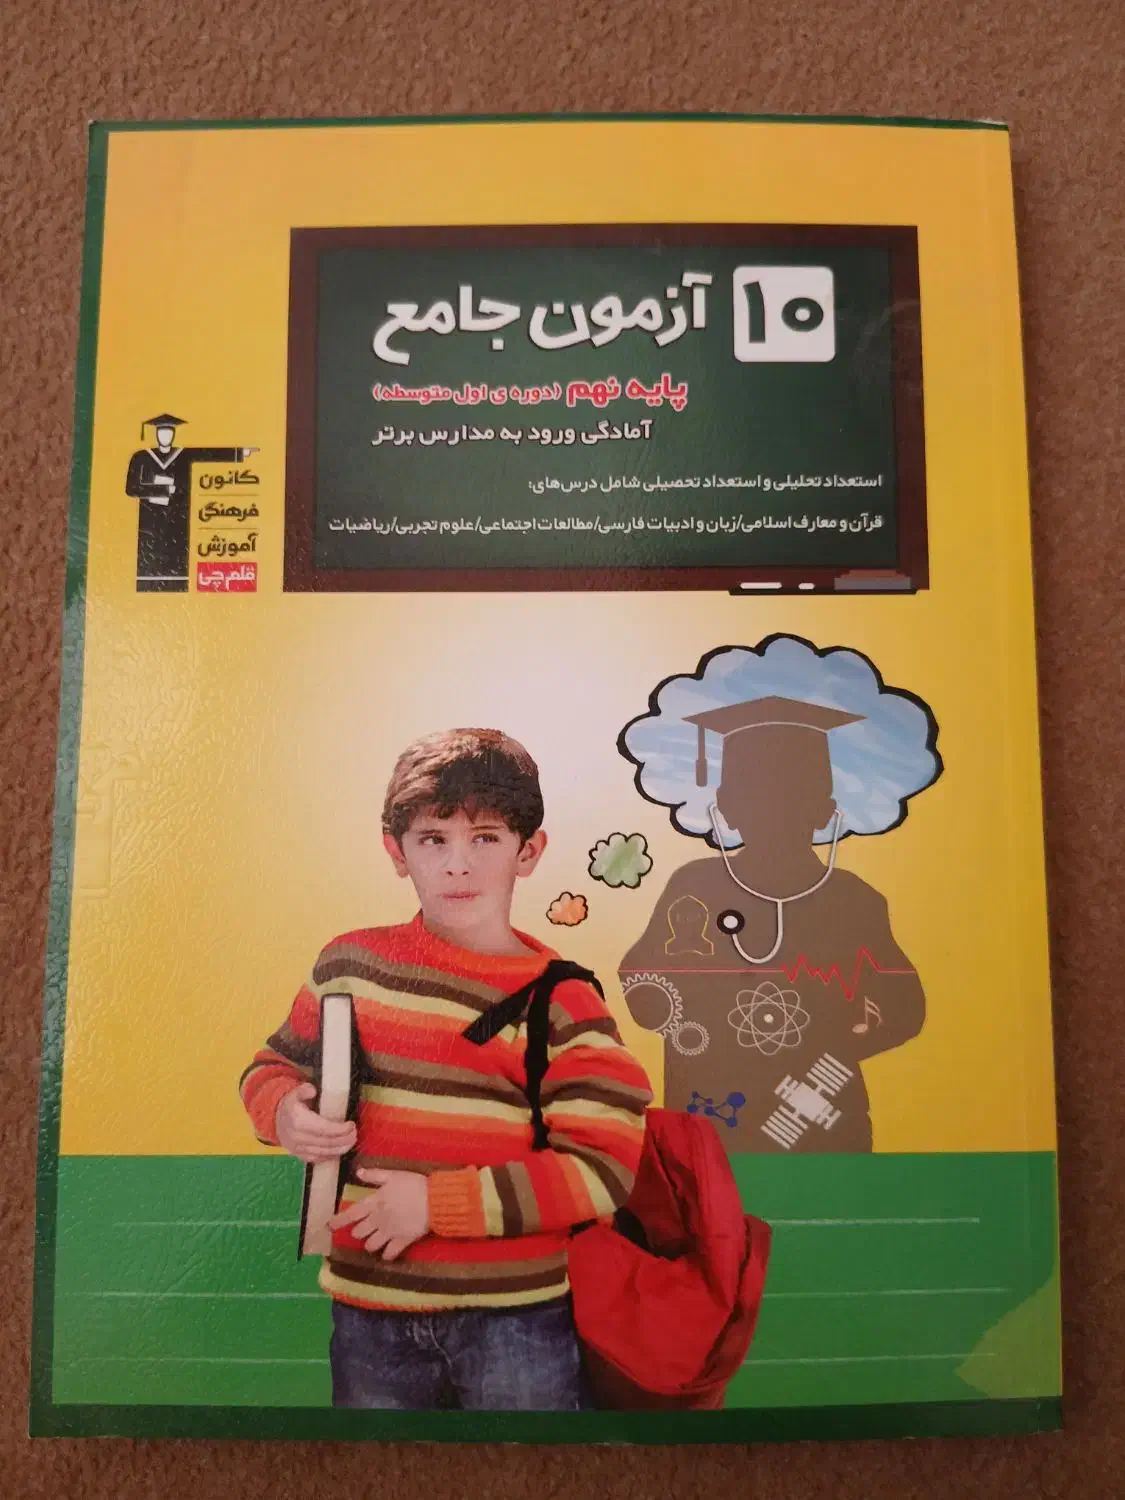 ۱۰ آزمون جامع
پایه نهم (دوره ی اول متوسطه)
آمادگی ورود به مدارس برتر
استعداد تحلیلی و استعداد تحصیلی شامل درس‌های:
قرآن و معارف اسلامی/زبان و ادبیات فارسی/مطالعات اجتماعی/علوم تجربی/ریاضیات
کانون
فرهنگی
آموزش
قلم‌چی